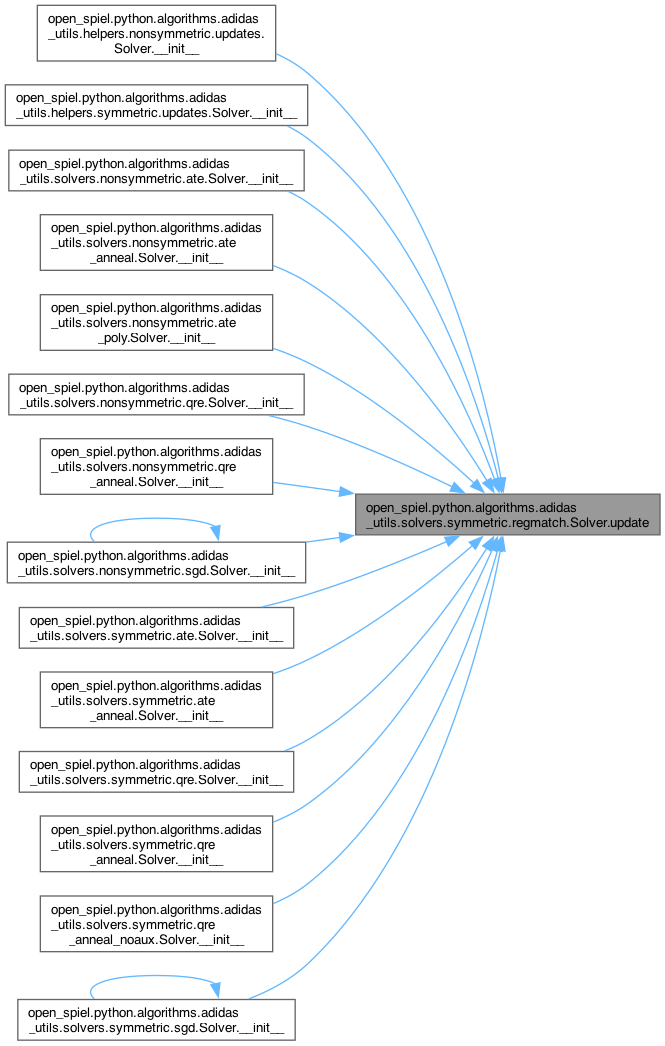 open_spiel.python.algorithms.adidas
_utils.helpers.nonsymmetric.updates.
Solver.__init__
open_spiel.python.algorithms.adidas
_utils.helpers.symmetric.updates.Solver.__init__
open_spiel.python.algorithms.adidas
_utils.solvers.nonsymmetric.ate.Solver.__init__
open_spiel.python.algorithms.adidas
_utils.solvers.nonsymmetric.ate
_anneal.Solver.__init__
open_spiel.python.algorithms.adidas
_utils.solvers.nonsymmetric.ate
_poly.Solver.__init__
open_spiel.python.algorithms.adidas
_utils.solvers.nonsymmetric.qre.Solver.__init__
open_spiel.python.algorithms.adidas
_utils.solvers.nonsymmetric.qre
_anneal.Solver.__init__
open_spiel.python.algorithms.adidas
_utils.solvers.symmetric.regmatch.Solver.update
open_spiel.python.algorithms.adidas
_utils.solvers.nonsymmetric.sgd.Solver.__init__
open_spiel.python.algorithms.adidas
_utils.solvers.symmetric.ate.Solver.__init__
open_spiel.python.algorithms.adidas
_utils.solvers.symmetric.ate
_anneal.Solver.__init__
open_spiel.python.algorithms.adidas
_utils.solvers.symmetric.qre.Solver.__init__
open_spiel.python.algorithms.adidas
_utils.solvers.symmetric.qre
_anneal.Solver.__init__
open_spiel.python.algorithms.adidas
_utils.solvers.symmetric.qre
_anneal_noaux.Solver.__init__
open_spiel.python.algorithms.adidas
_utils.solvers.symmetric.sgd.Solver.__init__